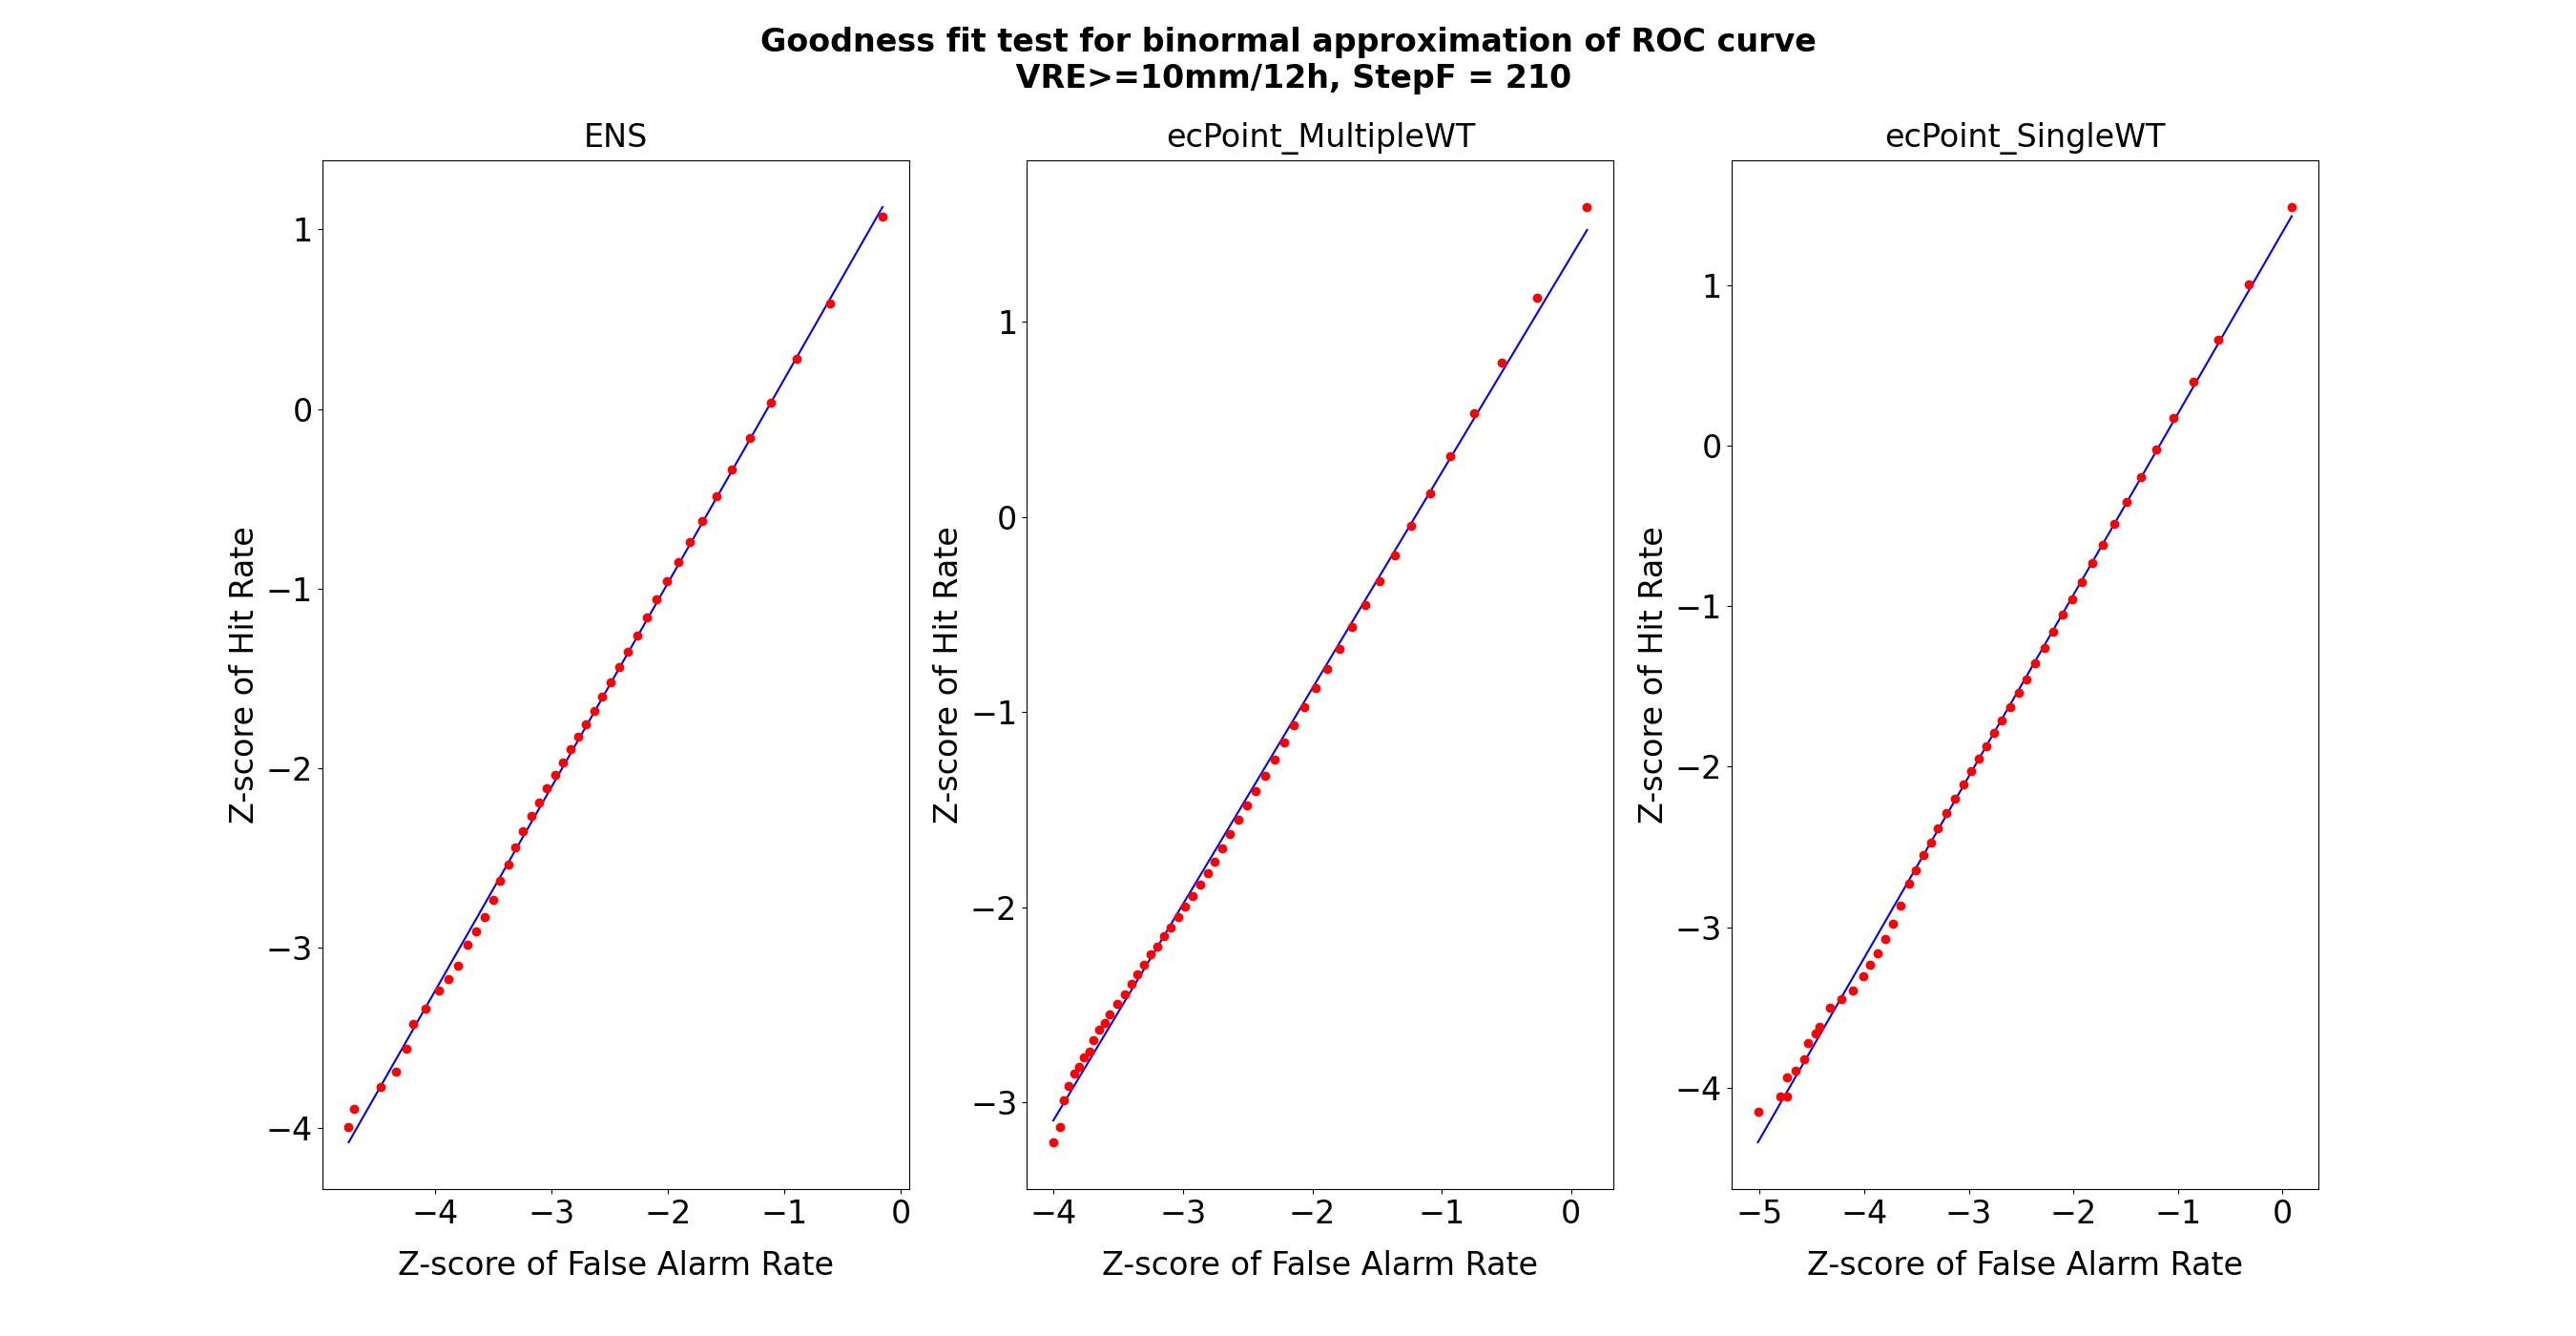 Goodness fit test for binormal approximation of ROC curve
VRE>=10mm/12h, StepF = 210
ENS
ecPoint_MultipleWT
ecPoint_SingleWT
Z-score of Hit Rate
1
0
−1
−2
−3
−4
−4 −3 −2 −1 0
Z-score of False Alarm Rate
Z-score of Hit Rate
1
0
−1
−2
−3
−4 −3 −2 −1 0
Z-score of False Alarm Rate
Z-score of Hit Rate
1
0
−1
−2
−3
−4
−5 −4 −3 −2 −1 0
Z-score of False Alarm Rate